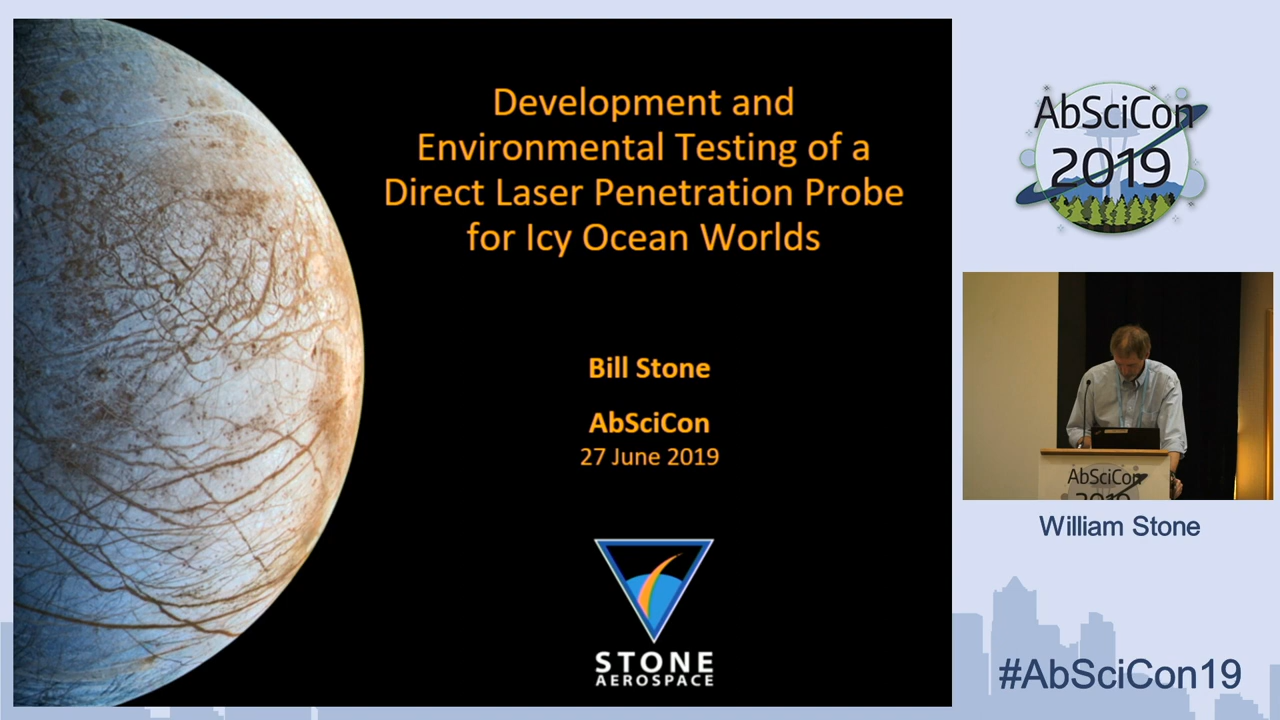 Development and
Environmental Testing of a
Direct Laser Penetration Probe
for Icy Ocean Worlds
Bill Stone
AbSciCon
27 June 2019
STONE
AEROSPACE
AbSciCon
2019
AbSciCon
2019
William Stone
#AbSciCon19